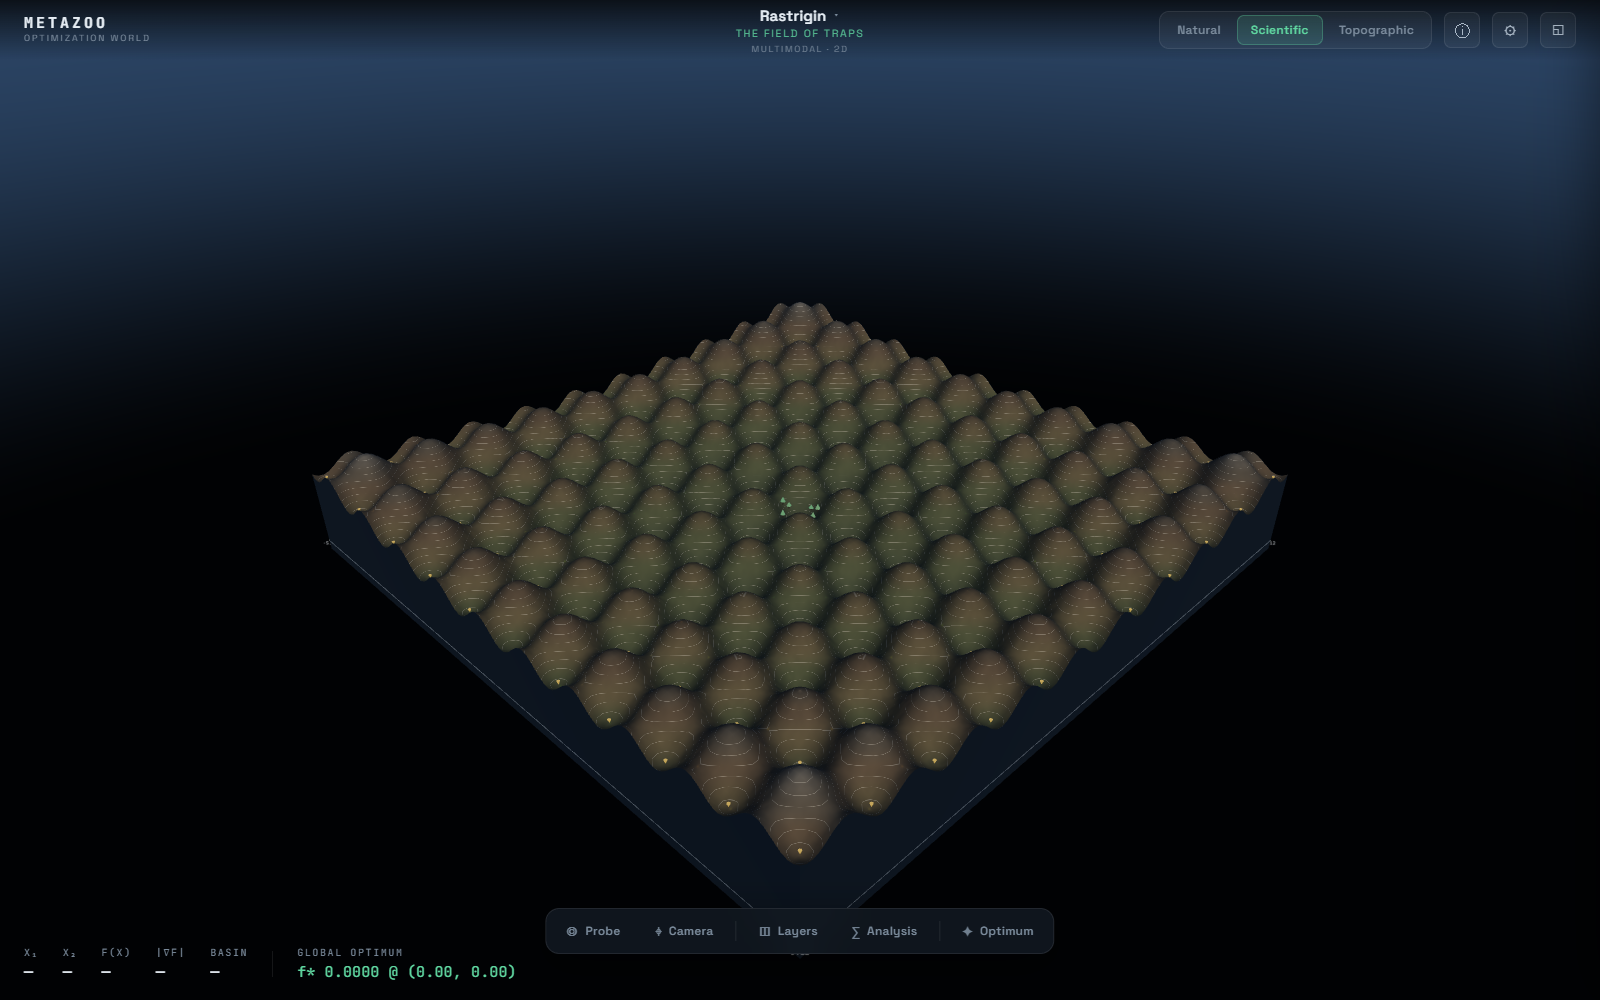 METAZOO
OPTIMIZATION WORLD
Rastrigin
THE FIELD OF TRAPS
MULTIMODAL · 2D
Natural
Scientific
Topographic
Probe
Camera
Layers
Analysis
Optimum
X₁ X₂ F(X) |∇F| BASIN
— — — — —
GLOBAL OPTIMUM
f* 0.0000 @ (0.00, 0.00)